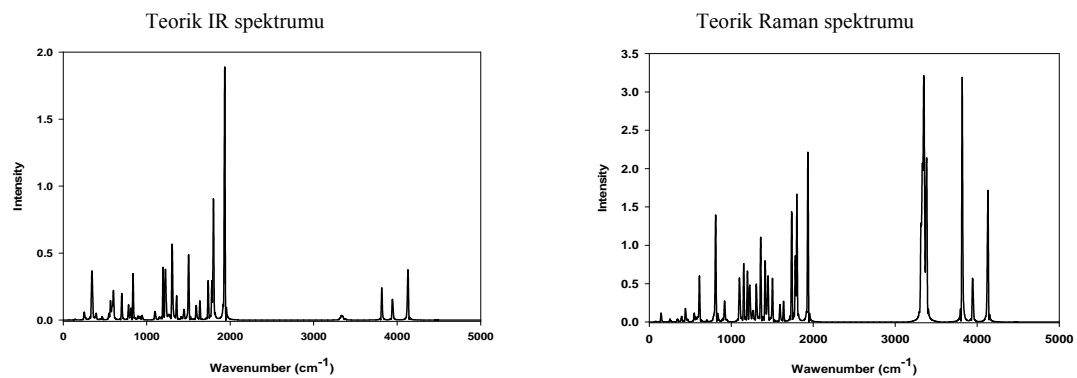 Teorik IR spektrumu
2.0
1.5
1.0
0.5
0.0
Intensity
0 1000 2000 3000 4000 5000
Wavenumber (cm-1)
Teorik Raman spektrumu
3.5
3.0
2.5
2.0
1.5
1.0
0.5
0.0
Intensity
0 1000 2000 3000 4000 5000
Wawenumber (cm-1)